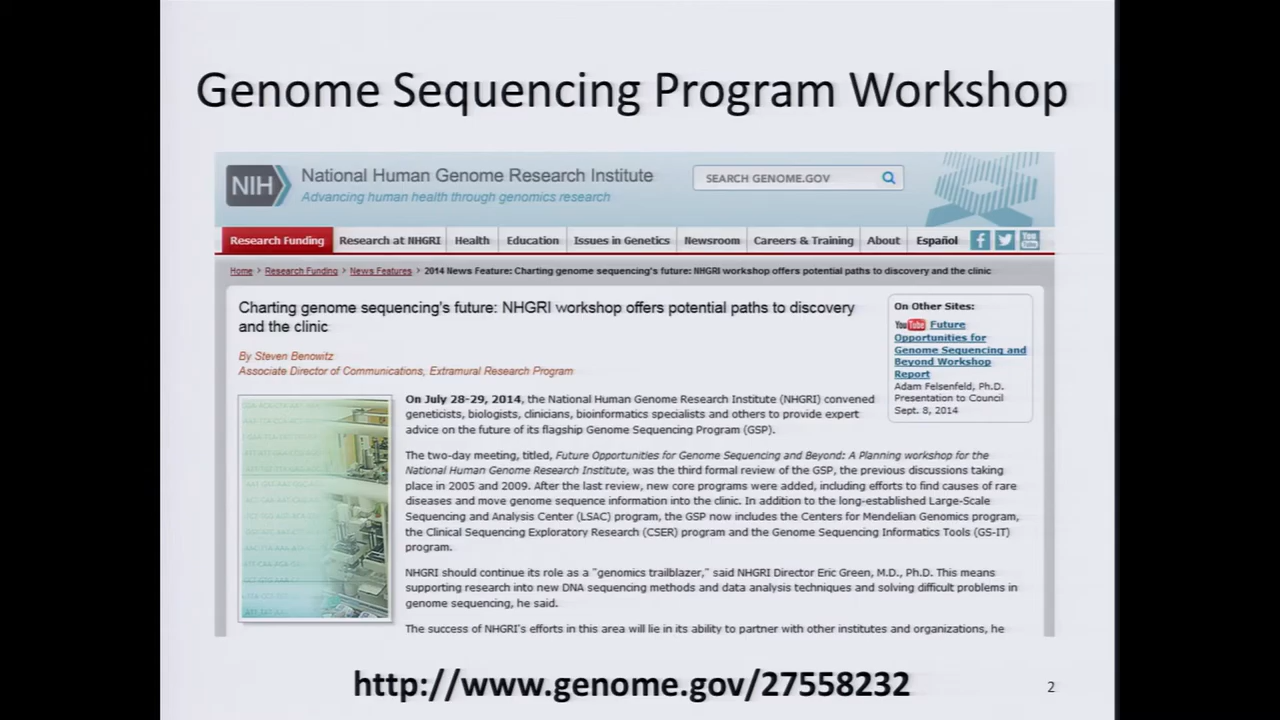 Genome Sequencing Program Workshop
NIH
National Human Genome Research Institute
Advancing human health through genomics research
SEARCH GENOME.GOV
Research Funding
Research at NHGRI
Health
Education
Issues in Genetics
Newsroom
Careers & Training
About
Español
f
You Tube
Home > Research Funding > News Features > 2014 News Feature: Charting genome sequencing's future: NHGRI workshop offers potential paths to discovery and the clinic
Charting genome sequencing's future: NHGRI workshop offers potential paths to discovery
and the clinic
By Steven Benowitz
Associate Director of Communications, Extramural Research Program
On July 28-29, 2014, the National Human Genome Research Institute (NHGRI) convened
geneticists, biologists, clinicians, bioinformatics specialists and others to provide expert
advice on the future of its flagship Genome Sequencing Program (GSP).
The two-day meeting, titled, Future Opportunities for Genome Sequencing and Beyond: A Planning workshop for the
National Human Genome Research Institute, was the third formal review of the GSP, the previous discussions taking
place in 2005 and 2009. After the last review, new core programs were added, including efforts to find causes of rare
diseases and move genome sequence information into the clinic. In addition to the long-established Large-Scale
Sequencing and Analysis Center (LSAC) program, the GSP now includes the Centers for Mendelian Genomics program,
the Clinical Sequencing Exploratory Research (CSER) program and the Genome Sequencing Informatics Tools (GS-IT)
program.
NHGRI should continue its role as a "genomics trailblazer," said NHGRI Director Eric Green, M.D., Ph.D. This means
supporting research into new DNA sequencing methods and data analysis techniques and solving difficult problems in
genome sequencing, he said.
The success of NHGRI's efforts in this area will lie in its ability to partner with other institutes and organizations, he
On Other Sites:
YouTube Future
Opportunities for
Genome Sequencing and
Beyond Workshop
Report
Adam Felsenfeld, Ph.D.
Presentation to Council
Sept. 8, 2014
http://www.genome.gov/27558232
2